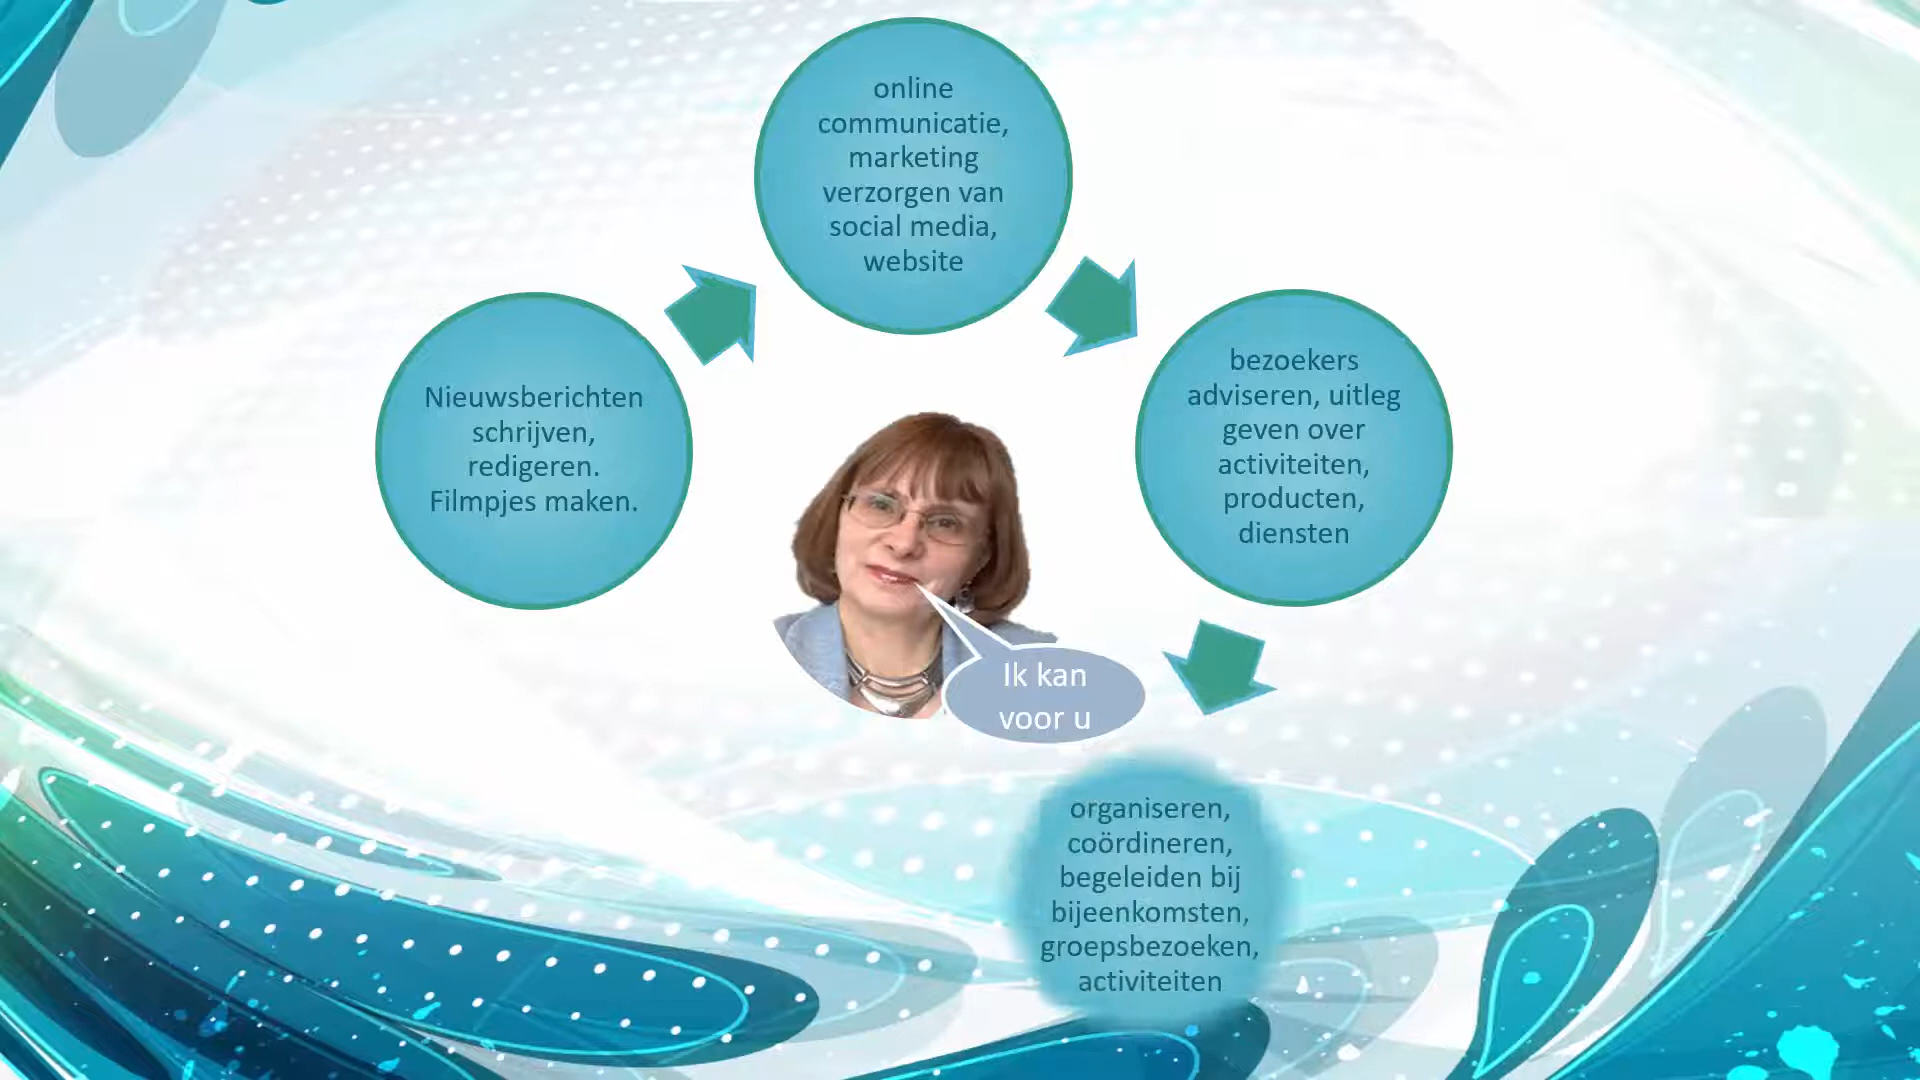 online
communicatie,
marketing
verzorgen van
social media,
website
Nieuwsberichten
schrijven,
redigeren.
Filmpjes maken.
bezoekers
adviseren, uitleg
geven over
activiteiten,
producten,
diensten
Ik kan
voor u
organiseren,
coördineren,
begeleiden bij
bijeenkomsten,
groepsbezoeken,
activiteiten